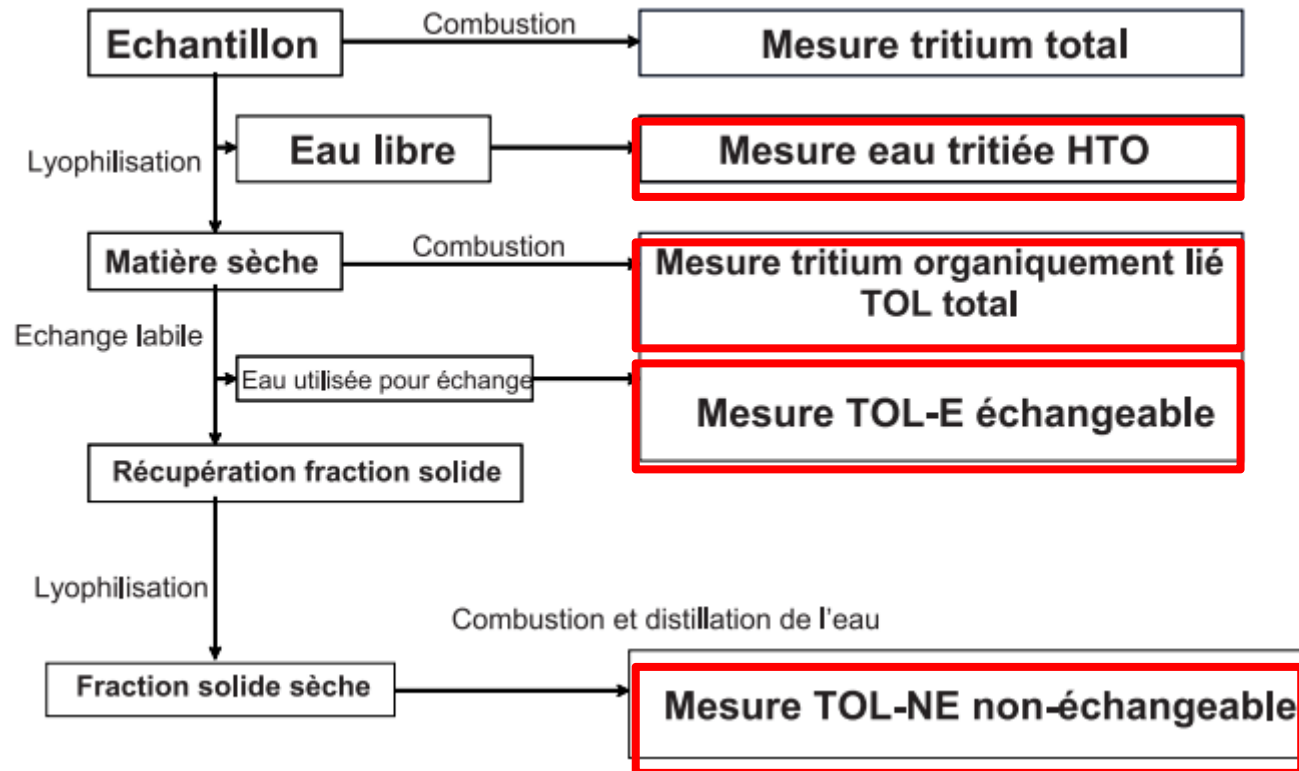 Echantillon
Combustion
Mesure tritium total
Lyophilisation
Eau libre
Mesure eau tritiée HTO
Matière sèche
Combustion
Mesure tritium organiquement lié
TOL total
Echange labile
Eau utilisée pour échange
Mesure TOL-E échangeable
Récupération fraction solide
Lyophilisation
Combustion et distillation de l'eau
Fraction solide sèche
Mesure TOL-NE non-échangeable